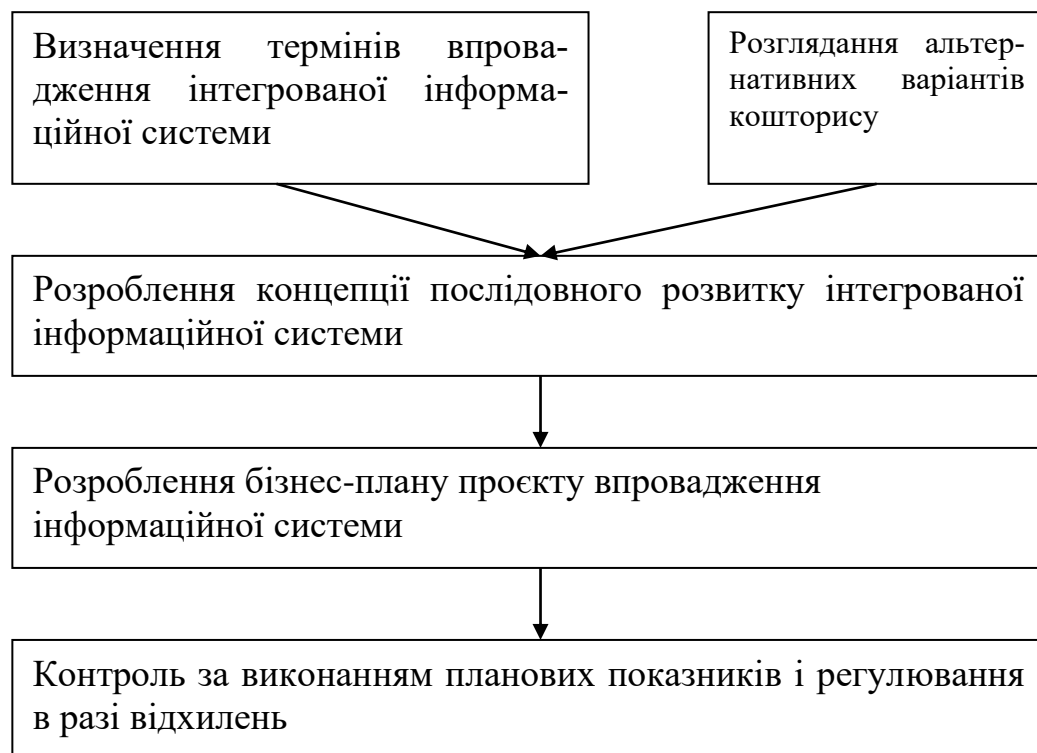 Визначення термінів впрова-
дження інтегрованої інформа-
ційної системи
Розглядання альтер-
нативних варіантів
кошторису
Розроблення концепції послідовного розвитку інтегрованої
інформаційної системи
Розроблення бізнес-плану проєкту впровадження
інформаційної системи
Контроль за виконанням планових показників і регулювання
в разі відхилень